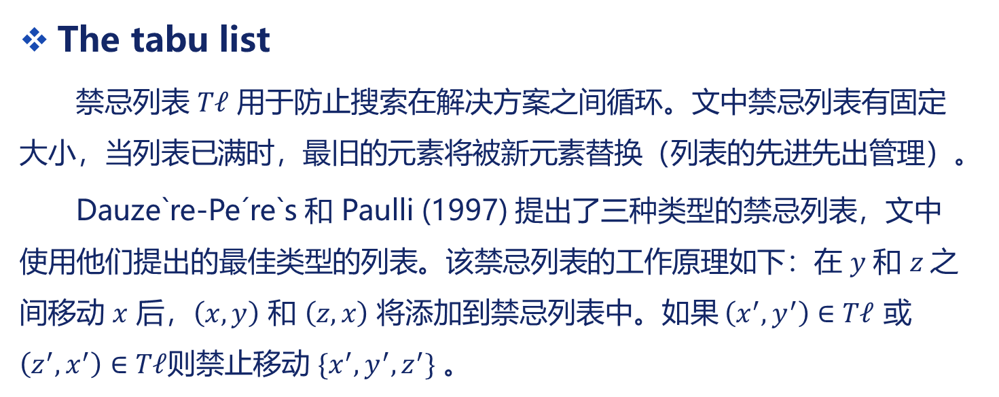 ❖ The tabu list
禁忌列表 𝑇ℓ 用于防止搜索在解决方案之间循环。文中禁忌列表有固定
大小，当列表已满时，最旧的元素将被新元素替换（列表的先进先出管理）。
Dauze`re-Pe´re`s 和 Paulli (1997) 提出了三种类型的禁忌列表，文中
使用他们提出的最佳类型的列表。该禁忌列表的工作原理如下：在 𝑦 和 𝑧 之
间移动 𝑥 后，(𝑥, 𝑦) 和 (𝑧, 𝑥) 将添加到禁忌列表中。如果 (𝑥′, 𝑦′) ∈ 𝑇ℓ 或
(𝑧′, 𝑥′) ∈ 𝑇ℓ则禁止移动 {𝑥′, 𝑦′, 𝑧′} 。